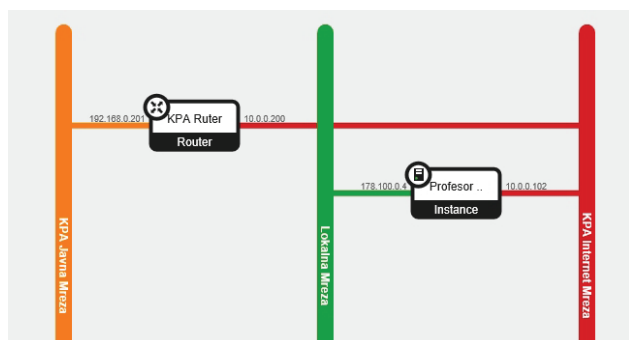 192.168.0.201
KPA Ruter
10.0.0.200
Router
178.100.0.4
Profesor ..
10.0.0.102
Instance
KPA Javna Mreza
Lokalna Mreza
KPA Internet Mreza